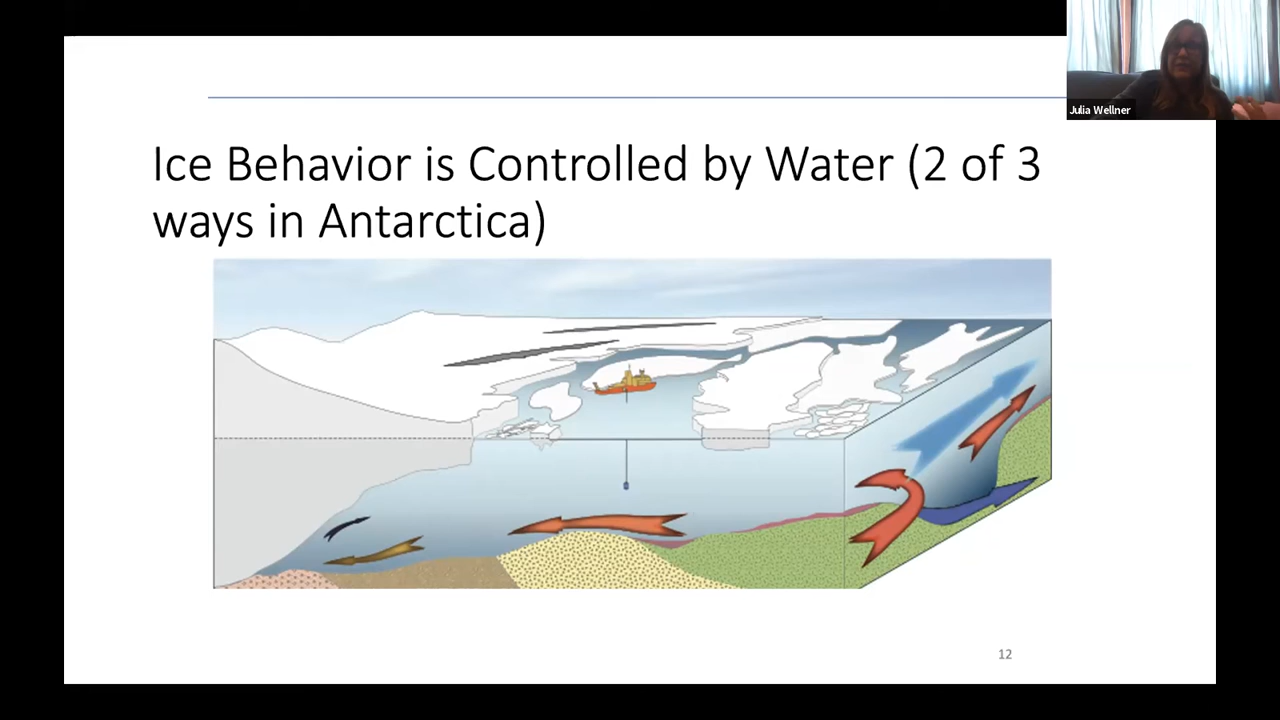 Julia Wellner
Ice Behavior is Controlled by Water (2 of 3
ways in Antarctica)
12